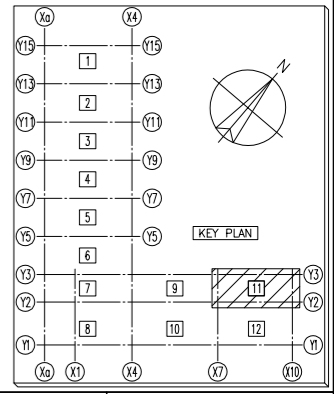 Xa X4
Y15 Y15
1
N
Y13 Y13
2
Y11 Y11
3
Y9 Y9
4
Y7 Y7
5
Y5 Y5
KEY PLAN
6
Y3 Y3
7 9 11
Y2 Y2
8 10 12
Y1 Y1
Xa X1 X4 X7 X10